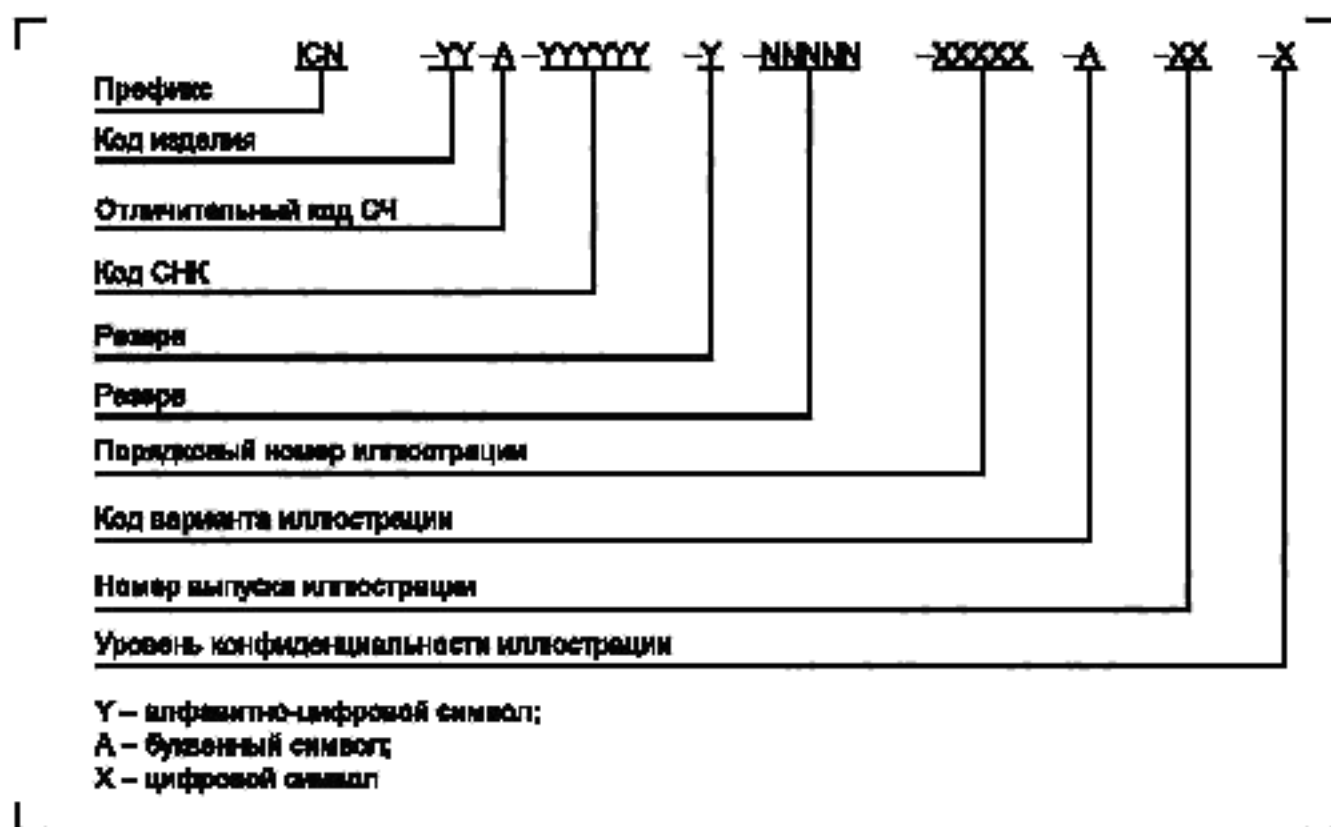 ICN -YY-A-YYYYYY -Y -NNNNN -XXXXX -A -XX -X
Префикс
Код изделия
Отличительный код СЧ
Код СНК
Резерв
Резерв
Порядковый номер иллюстрации
Код варианта иллюстрации
Номер выпуска иллюстрации
Уровень конфиденциальности иллюстрации
Y – алфавитно-цифровой символ;
A – буквенный символ;
X – цифровой символ